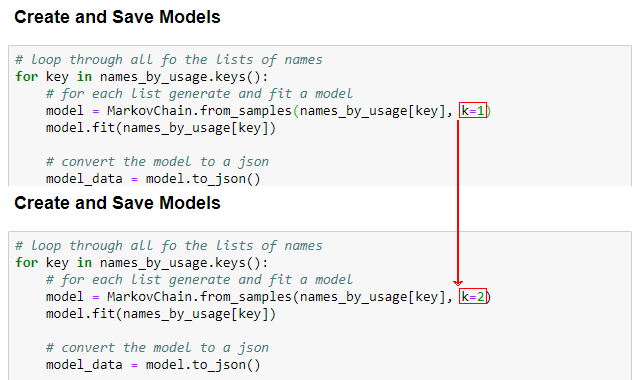 Create and Save Models
# loop through all fo the lists of names
for key in names_by_usage.keys():
    # for each list generate and fit a model
    model = MarkovChain.from_samples(names_by_usage[key], k=1)
    model.fit(names_by_usage[key])
    # convert the model to a json
    model_data = model.to_json()
Create and Save Models
# loop through all fo the lists of names
for key in names_by_usage.keys():
    # for each list generate and fit a model
    model = MarkovChain.from_samples(names_by_usage[key], k=2)
    model.fit(names_by_usage[key])
    # convert the model to a json
    model_data = model.to_json()